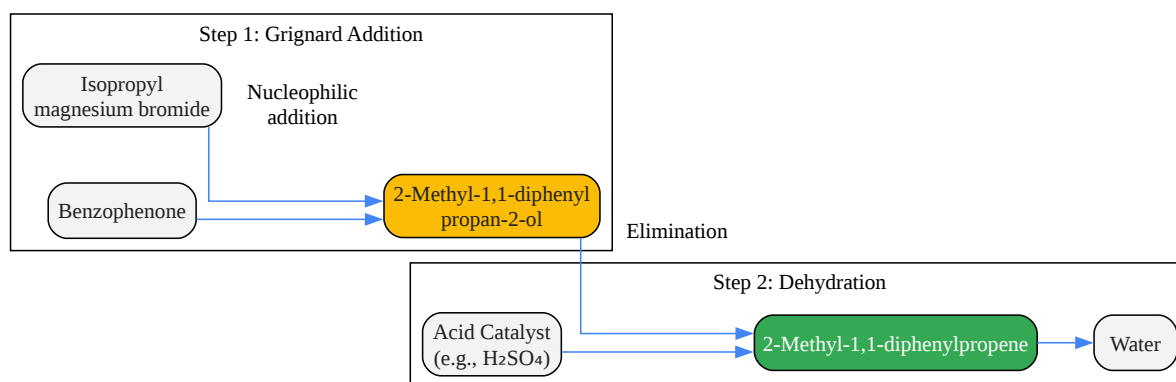 Step 1: Grignard Addition
Isopropyl
magnesium bromide
Nucleophilic
addition
Benzophenone
2-Methyl-1,1-diphenyl
propan-2-ol
Elimination
Step 2: Dehydration
Acid Catalyst
(e.g., H₂SO₄)
2-Methyl-1,1-diphenylpropene
Water